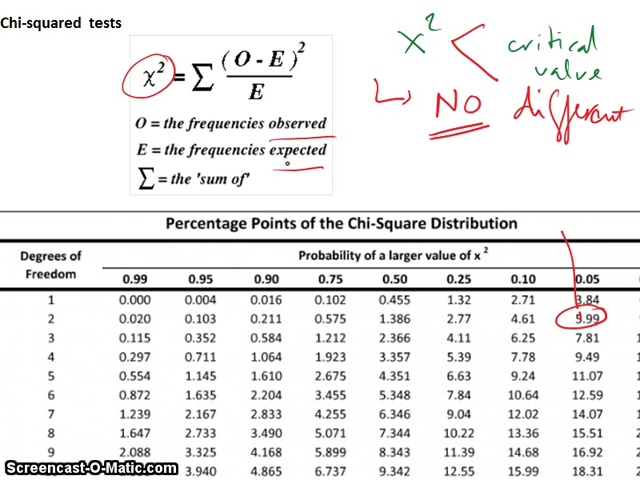 Chi-squared tests
χ² = ∑ (O - E)² / E
O = the frequencies observed
E = the frequencies expected
∑ = the 'sum of'
x² < critical value
↳ NO different
Percentage Points of the Chi-Square Distribution
Degrees of Freedom
Probability of a larger value of x²
0.99 0.95 0.90 0.75 0.50 0.25 0.10 0.05
1 0.000 0.004 0.016 0.102 0.455 1.32 2.71 3.84
2 0.020 0.103 0.211 0.575 1.386 2.77 4.61 5.99
3 0.115 0.352 0.584 1.212 2.366 4.11 6.25 7.81
4 0.297 0.711 1.064 1.923 3.357 5.39 7.78 9.49
5 0.554 1.145 1.610 2.675 4.351 6.63 9.24 11.07
6 0.872 1.635 2.204 3.455 5.348 7.84 10.64 12.59
7 1.239 2.167 2.833 4.255 6.346 9.04 12.02 14.07
8 1.647 2.733 3.490 5.071 7.344 10.22 13.36 15.51
9 2.088 3.325 4.168 5.899 8.343 11.39 14.68 16.92
3.940 4.865 6.737 9.342 12.55 15.99 18.31
Screencast-O-Matic.com